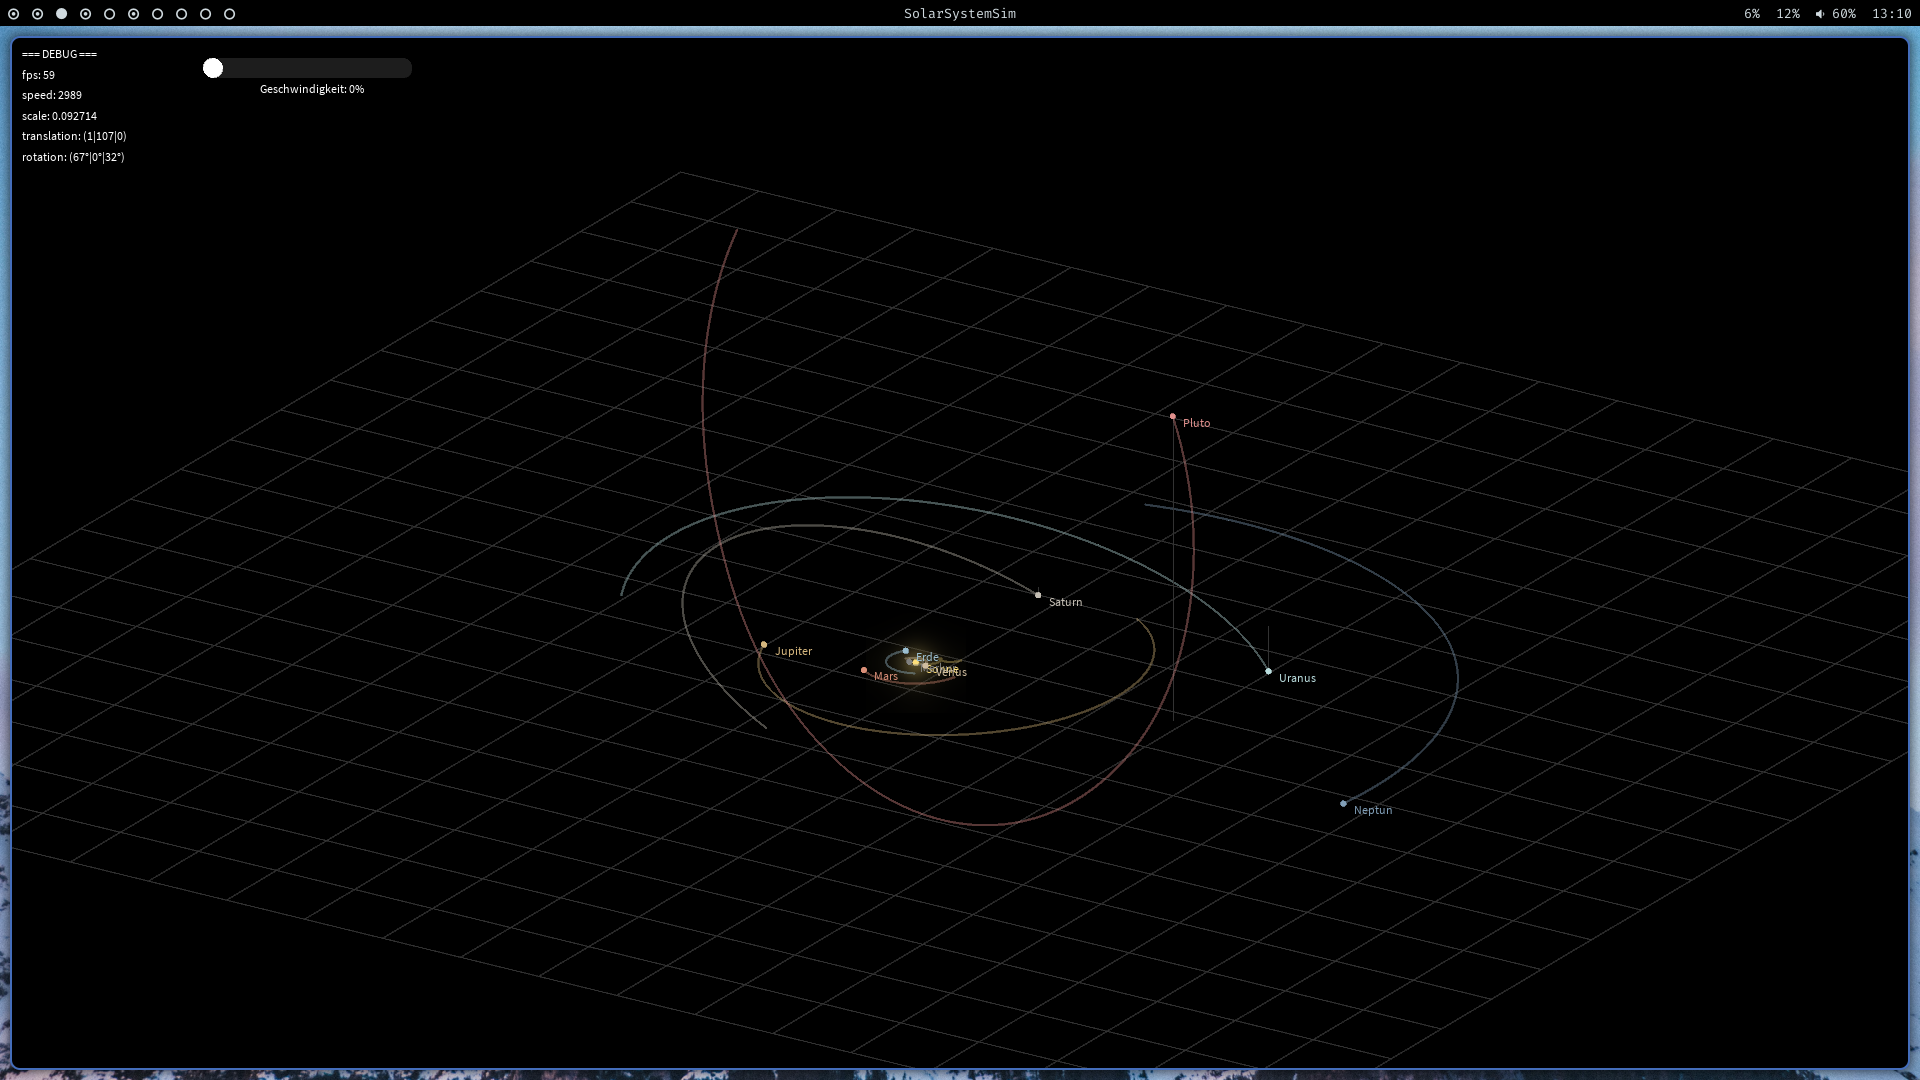 SolarSystemSim
6% 12% 60% 13:10
=== DEBUG ===
fps: 59
speed: 2989
scale: 0.092714
translation: (1|107|0)
rotation: (67°|0°|32°)
Geschwindigkeit: 0%
Pluto
Saturn
Jupiter
Erde
Sonne
Venus
Mars
Uranus
Neptun